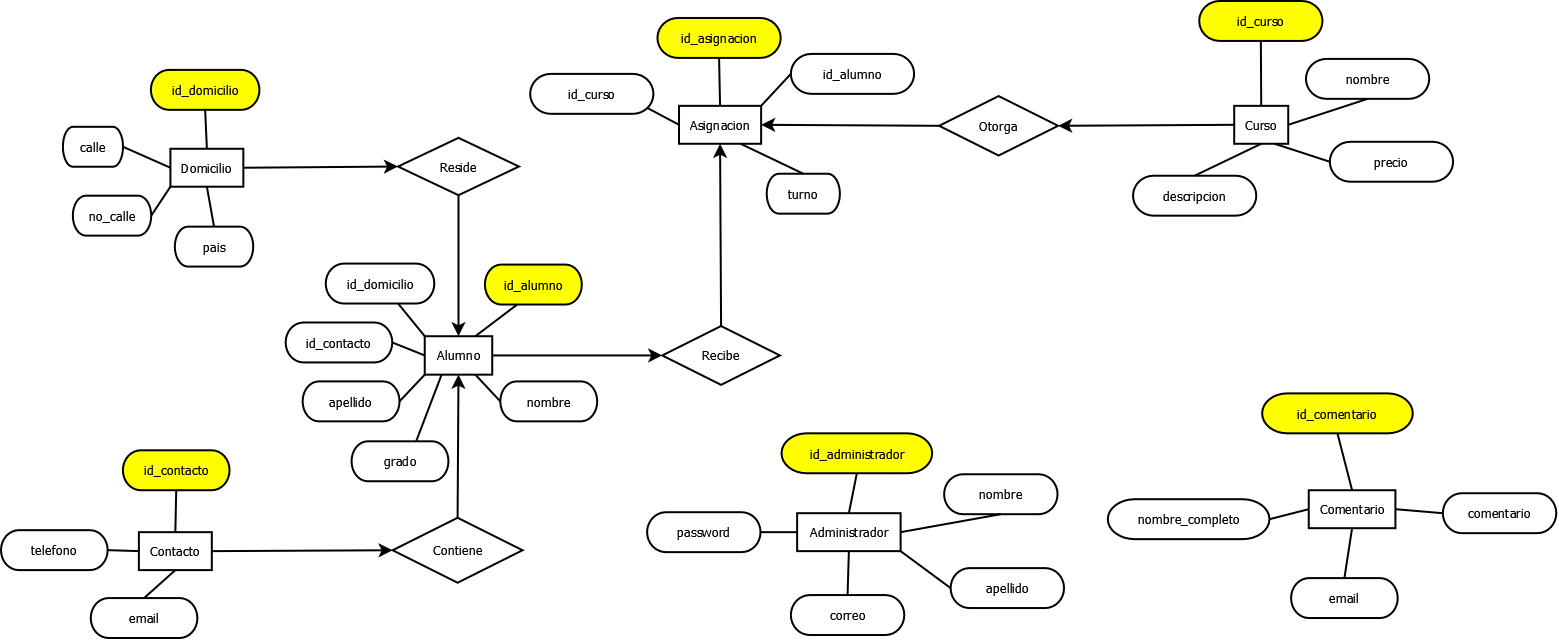 id_curso
id_asignacion
id_alumno
nombre
id_domicilio
id_curso
Asignacion
Otorga
Curso
calle
Domicilio
Reside
precio
turno
descripcion
no_calle
pais
id_domicilio
id_alumno
id_contacto
Alumno
Recibe
apellido
nombre
grado
id_comentario
id_administrador
id_contacto
nombre
nombre_completo
Comentario
comentario
password
Administrador
telefono
Contacto
Contiene
apellido
email
email
correo